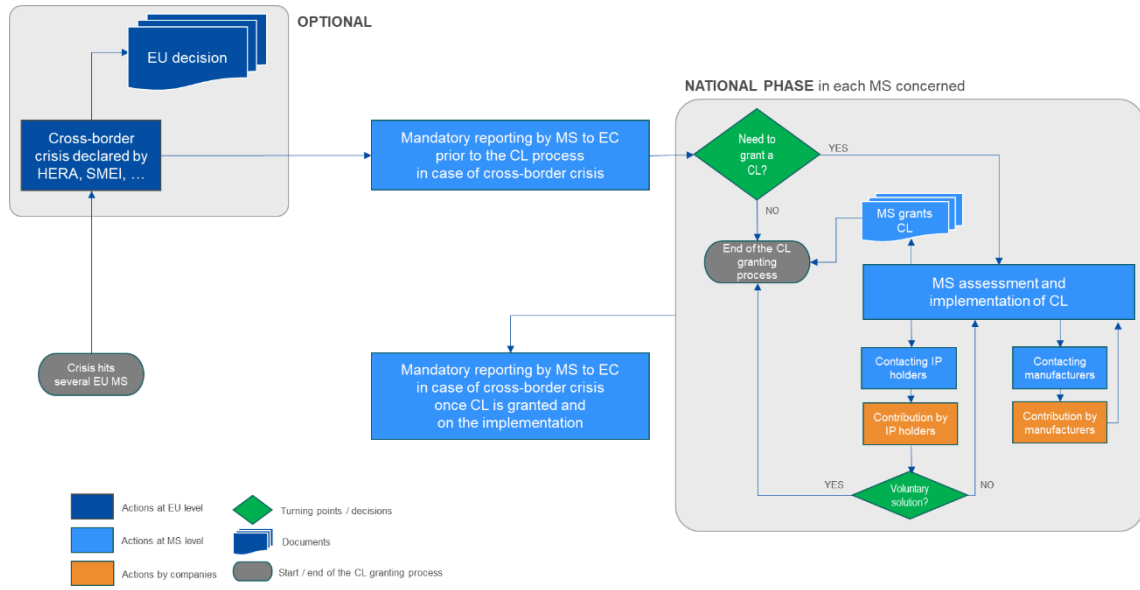 OPTIONAL
EU decision
Cross-border
crisis declared by
HERA, SMEI, …
Crisis hits
several EU MS
Mandatory reporting by MS to EC
prior to the CL process
in case of cross-border crisis
Mandatory reporting by MS to EC
in case of cross-border crisis
once CL is granted and
on the implementation
NATIONAL PHASE in each MS concerned
Need to
grant a
CL?
YES
NO
MS grants
CL
End of the CL
granting
process
MS assessment and
implementation of CL
Contacting IP
holders
Contacting
manufacturers
Contribution by
IP holders
Contribution by
manufacturers
YES
Voluntary
solution?
NO
Actions at EU level
Actions at MS level
Actions by companies
Turning points / decisions
Documents
Start / end of the CL granting process